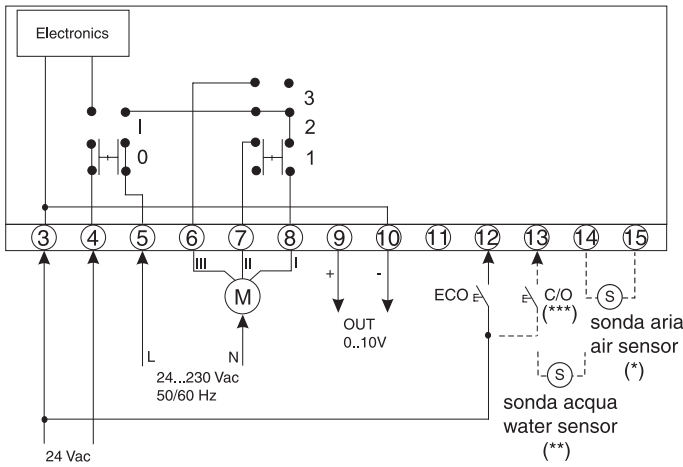 Electronics
3
I
2
0
1
3 4 5 6 7 8 9 10 11 12 13 14 15
III II I
+ -
M
ECO
C/O
(***)
S
OUT
0..10V
sonda aria
air sensor
(*)
L N
24...230 Vac
50/60 Hz
S
sonda acqua
water sensor
(**)
24 Vac